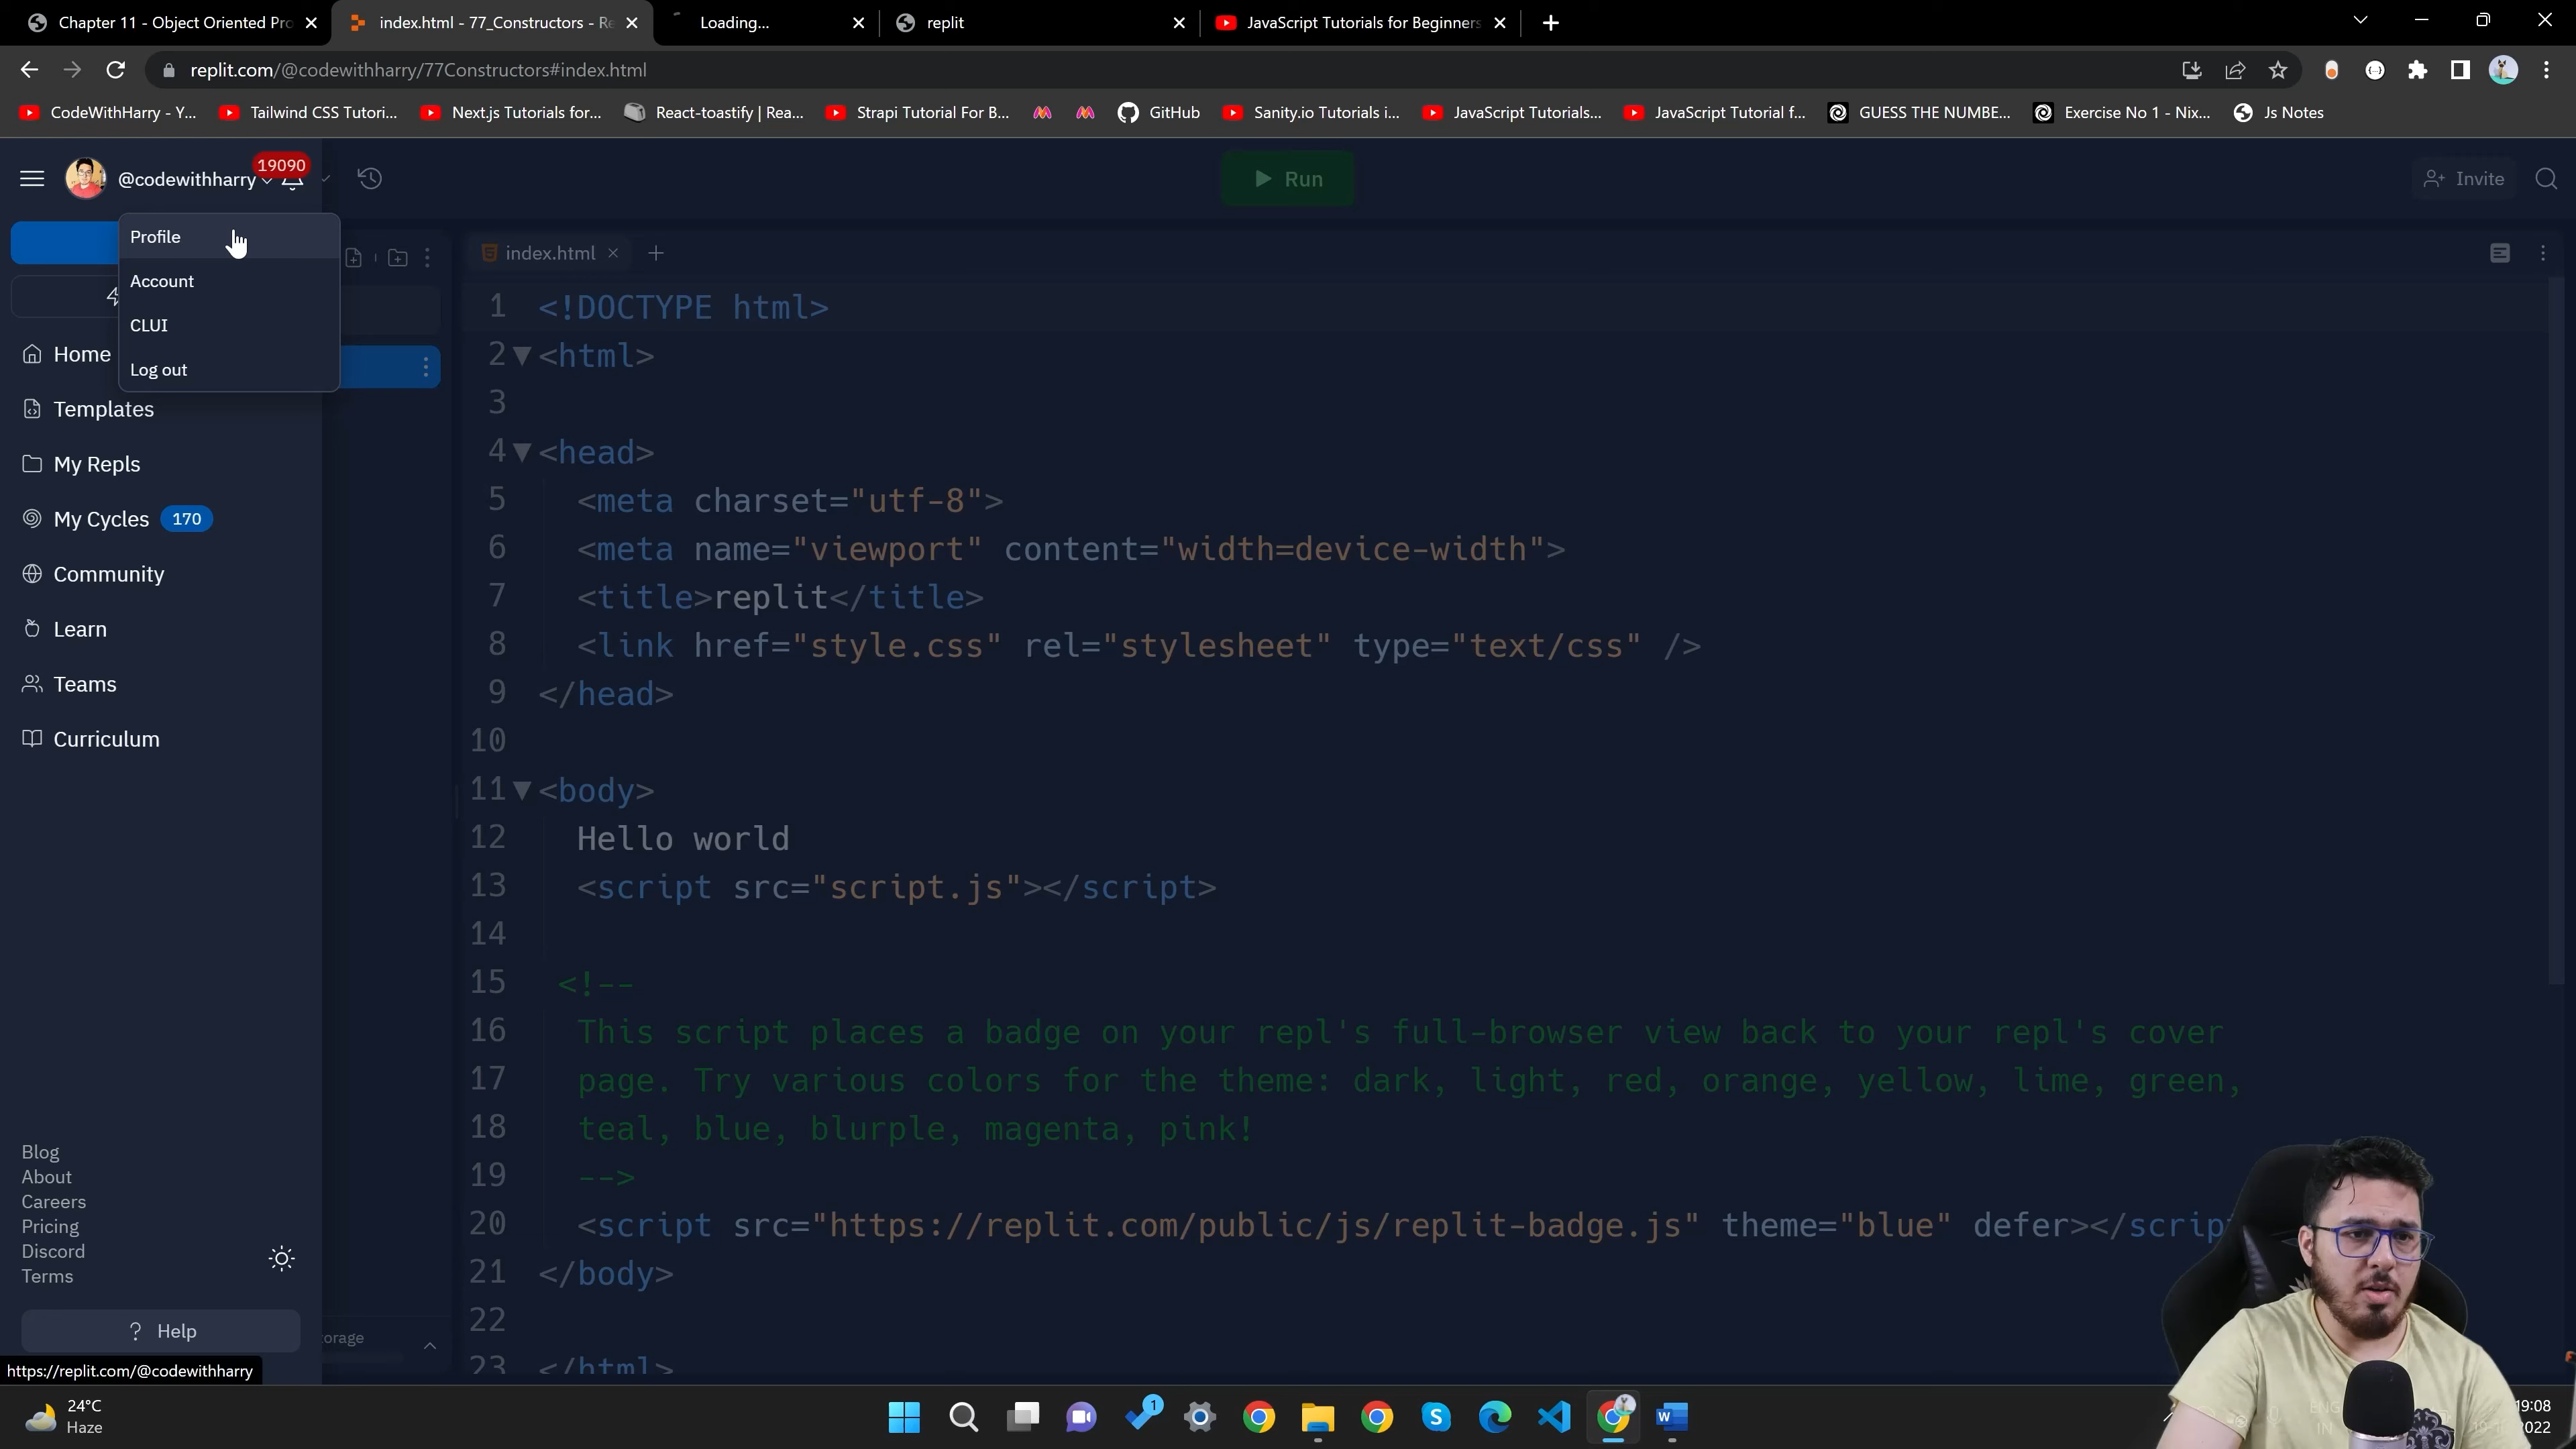 Chapter 11 - Object Oriented Pro
index.html - 77_Constructors - Re
Loading...
replit
JavaScript Tutorials for Beginners
replit.com/@codewithharry/77Constructors#index.html
CodeWithHarry - Y...
Tailwind CSS Tutori...
Next.js Tutorials for...
React-toastify | Rea...
Strapi Tutorial For B...
GitHub
Sanity.io Tutorials i...
JavaScript Tutorials...
JavaScript Tutorial f...
GUESS THE NUMBE...
Exercise No 1 - Nix...
Js Notes
@codewithharry
19090
Run
Invite
Profile
Account
CLUI
Log out
Home
Templates
My Repls
My Cycles 170
Community
Learn
Teams
Curriculum
Blog
About
Careers
Pricing
Discord
Terms
? Help
orage
https://replit.com/@codewithharry
index.html
1 <!DOCTYPE html>
2 <html>
3
4 <head>
5 <meta charset="utf-8">
6 <meta name="viewport" content="width=device-width">
7 <title>replit</title>
8 <link href="style.css" rel="stylesheet" type="text/css" />
9 </head>
10
11 <body>
12 Hello world
13 <script src="script.js"></script>
14
15 <!--
16 This script places a badge on your repl's full-browser view back to your repl's cover
17 page. Try various colors for the theme: dark, light, red, orange, yellow, lime, green,
18 teal, blue, blurple, magenta, pink!
19 -->
20 <script src="https://replit.com/public/js/replit-badge.js" theme="blue" defer></scrip
21 </body>
22
23 </html>
24°C
Haze
1
ENG
IN
19:08
2022